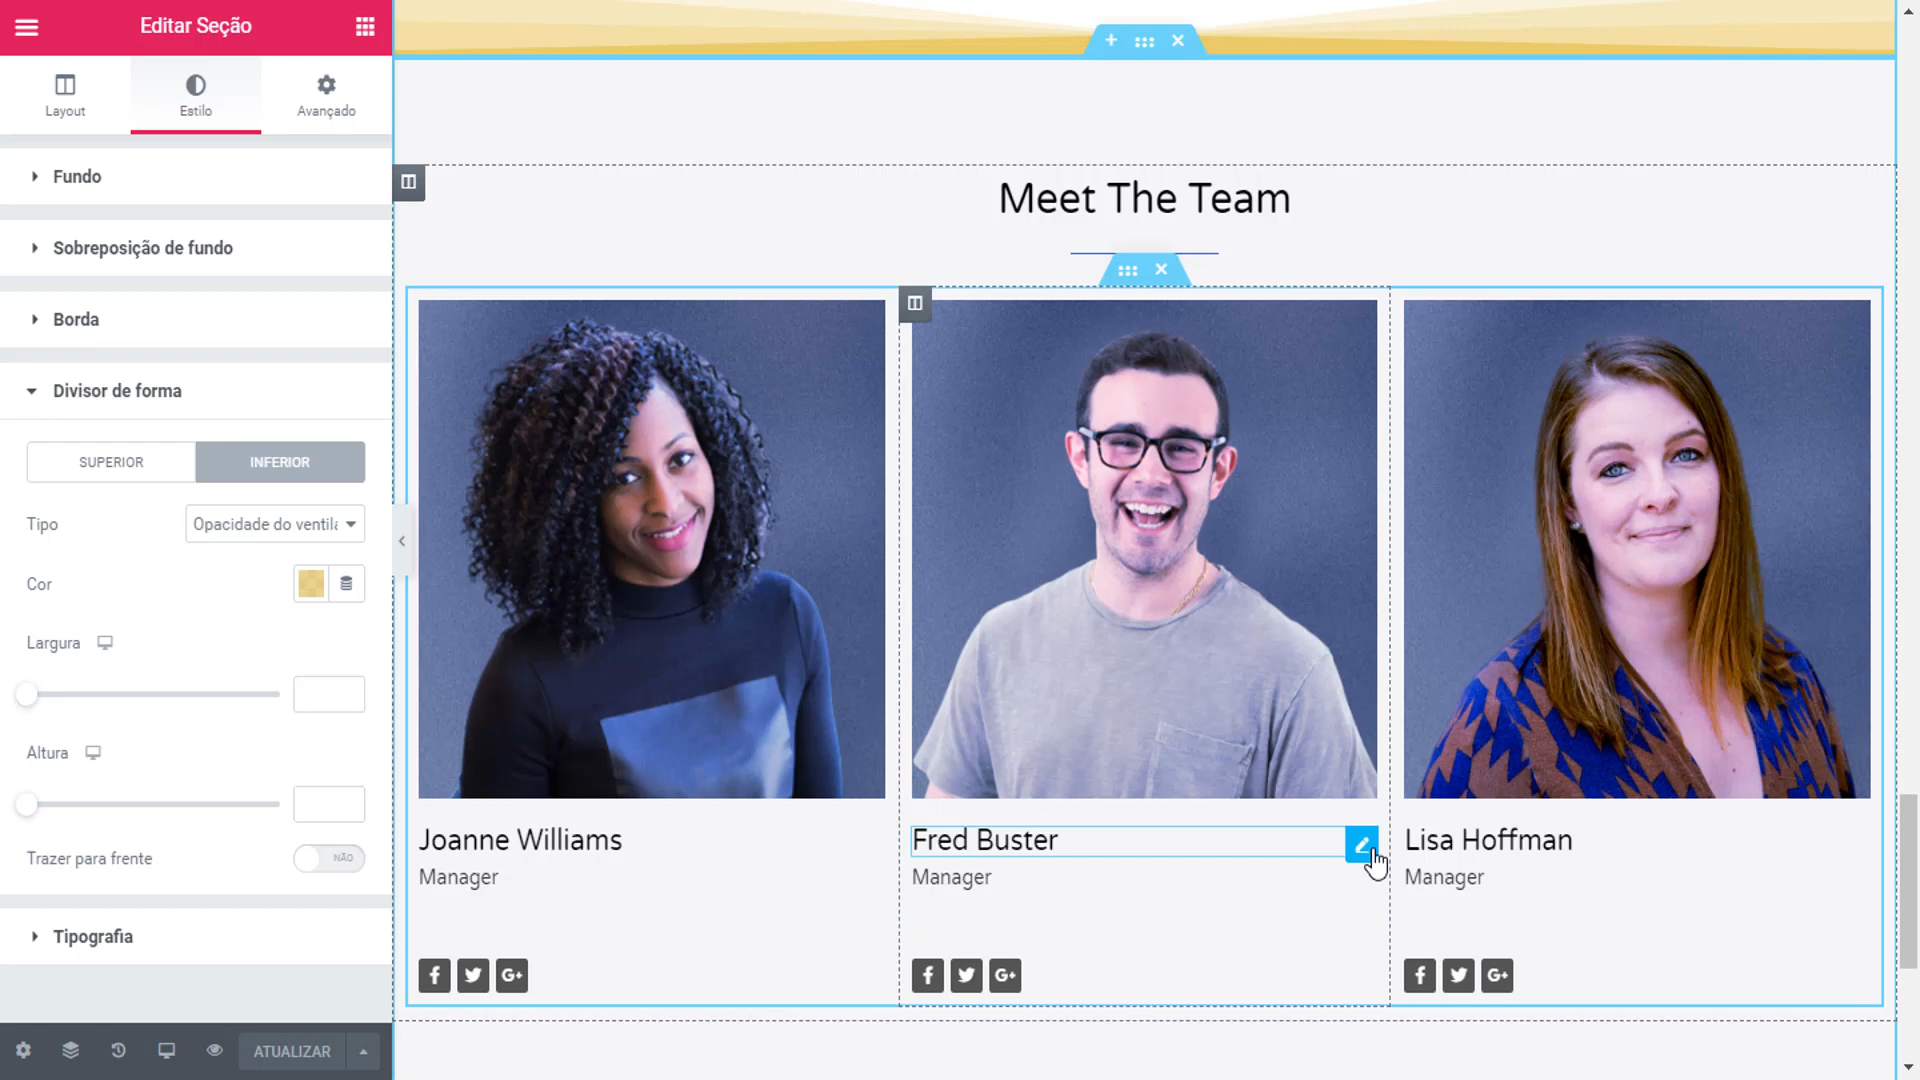 Editar Seção
Layout
Estilo
Avançado
Fundo
Sobreposição de fundo
Borda
Divisor de forma
SUPERIOR
INFERIOR
Tipo
Opacidade do ventila
Cor
Largura
Altura
Trazer para frente
NÃO
Tipografia
ATUALIZAR
Meet The Team
Joanne Williams
Manager
Fred Buster
Manager
Lisa Hoffman
Manager